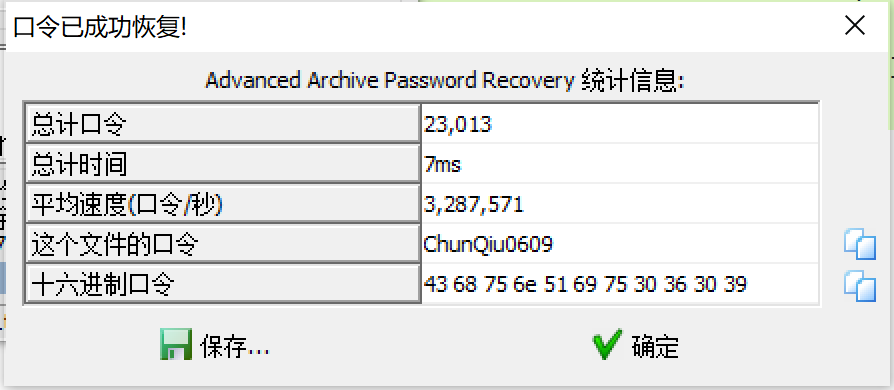 口令已成功恢复!
Advanced Archive Password Recovery 统计信息:
总计口令 23,013
总计时间 7ms
平均速度(口令/秒) 3,287,571
这个文件的口令 ChunQiu0609
十六进制口令 43 68 75 6e 51 69 75 30 36 30 39
保存... 确定